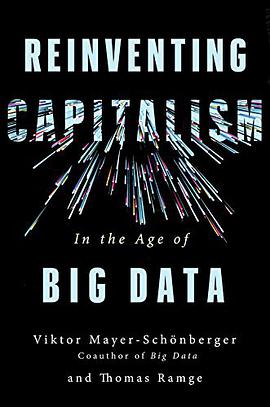 REINVENTING
CAPITALISM
In the Age of
BIG DATA
Viktor Mayer-Schönberger
Coauthor of Big Data
and Thomas Ramge